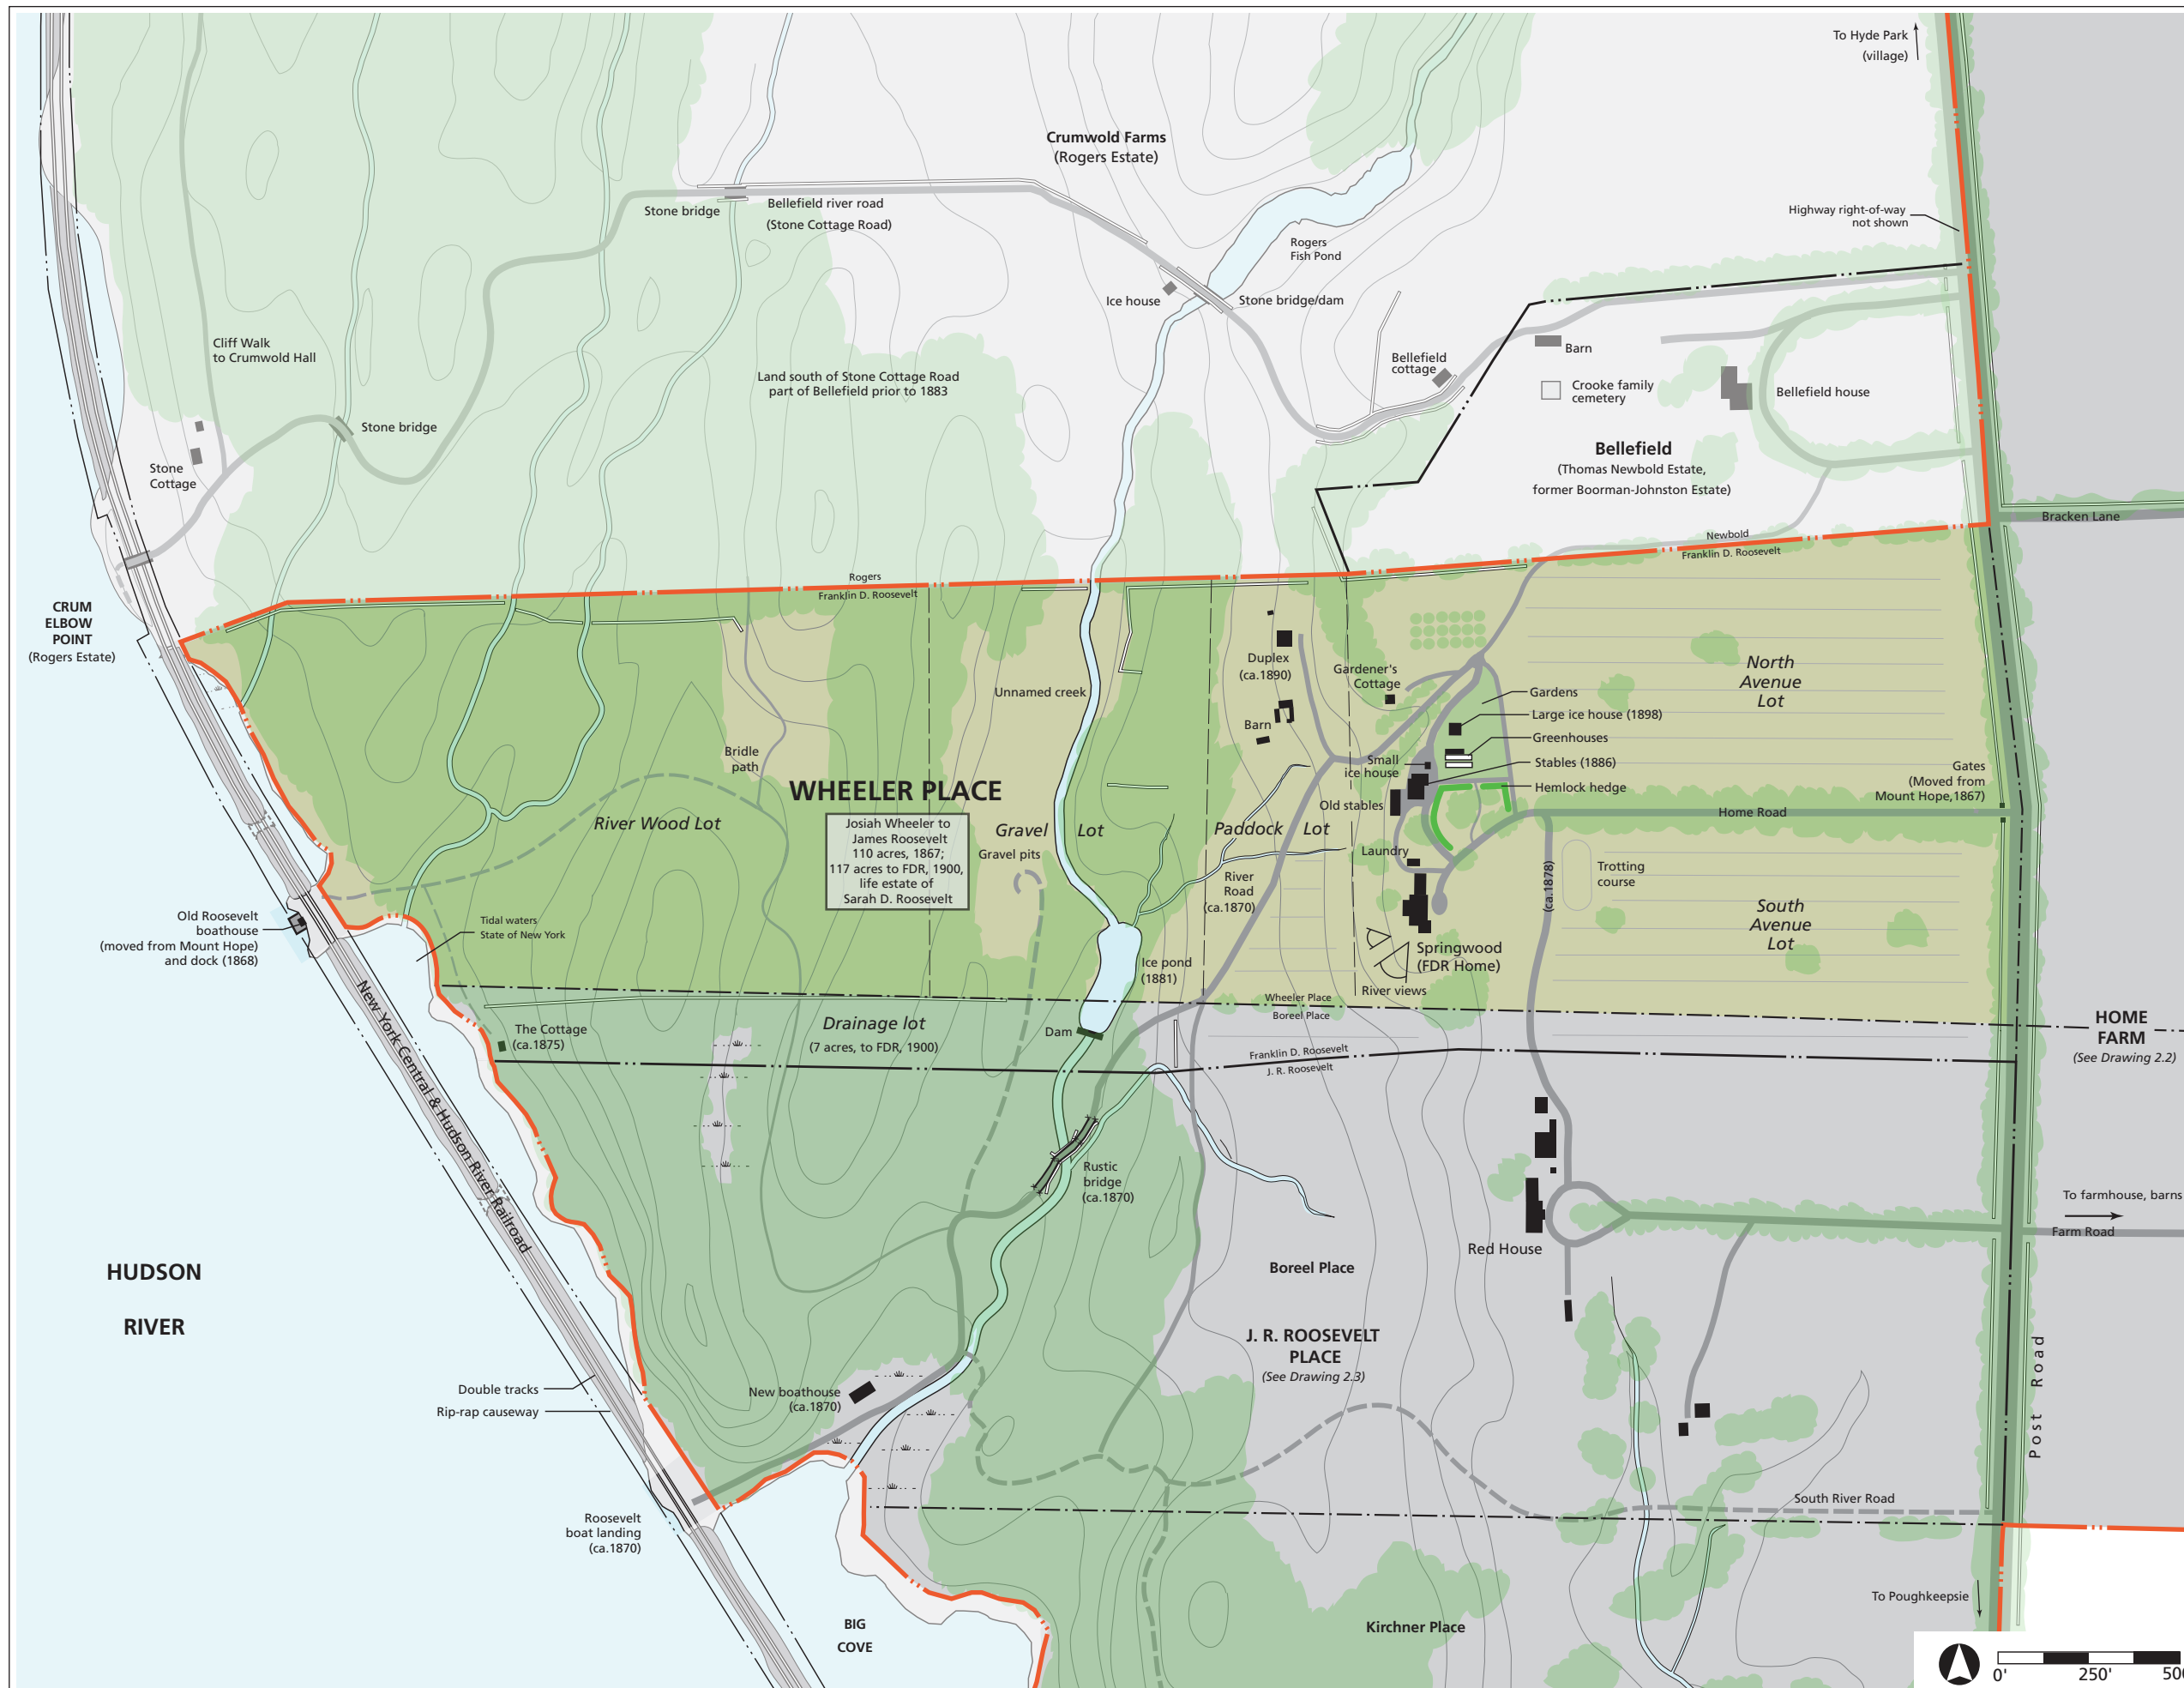 To Hyde Park
(village)
Crumwold Farms
(Rogers Estate)
Stone bridge
Bellefield river road
(Stone Cottage Road)
Highway right-of-way
not shown
Rogers
Fish Pond
Ice house
Stone bridge/dam
Cliff Walk
to Crumwold Hall
Barn
Bellefield
cottage
Land south of Stone Cottage Road
part of Bellefield prior to 1883
Crooke family
cemetery
Bellefield house
Stone bridge
Bellefield
(Thomas Newbold Estate,
former Boorman-Johnston Estate)
Stone
Cottage
Bracken Lane
Newbold
Franklin D. Roosevelt
Rogers
Franklin D. Roosevelt
CRUM
ELBOW
POINT
(Rogers Estate)
Duplex
(ca.1890)
Gardener's
Cottage
North
Avenue
Lot
Unnamed creek
Gardens
Large ice house (1898)
Barn
Greenhouses
Bridle
path
Small
ice house
Stables (1886)
Gates
(Moved from
Mount Hope,1867)
WHEELER PLACE
Hemlock hedge
Old stables
Home Road
River Wood Lot
Josiah Wheeler to
James Roosevelt
110 acres, 1867;
117 acres to FDR, 1900,
life estate of
Sarah D. Roosevelt
Gravel Lot
Paddock Lot
Gravel pits
Laundry
Trotting
course
(ca.1878)
River
Road
(ca.1870)
South
Avenue
Lot
Old Roosevelt
boathouse
(moved from Mount Hope)
and dock (1868)
Tidal waters
State of New York
Springwood
(FDR Home)
Ice pond
(1881)
River views
Wheeler Place
Boreel Place
New York Central & Hudson River Railroad
The Cottage
(ca.1875)
Drainage lot
(7 acres, to FDR, 1900)
Dam
HOME
FARM
(See Drawing 2.2)
Franklin D. Roosevelt
J. R. Roosevelt
Rustic
bridge
(ca.1870)
To farmhouse, barns
Farm Road
Red House
HUDSON
RIVER
Boreel Place
J. R. ROOSEVELT
PLACE
(See Drawing 2.3)
Post Road
Double tracks
Rip-rap causeway
New boathouse
(ca.1870)
South River Road
Roosevelt
boat landing
(ca.1870)
To Poughkeepsie
BIG
COVE
Kirchner Place
0' 250'